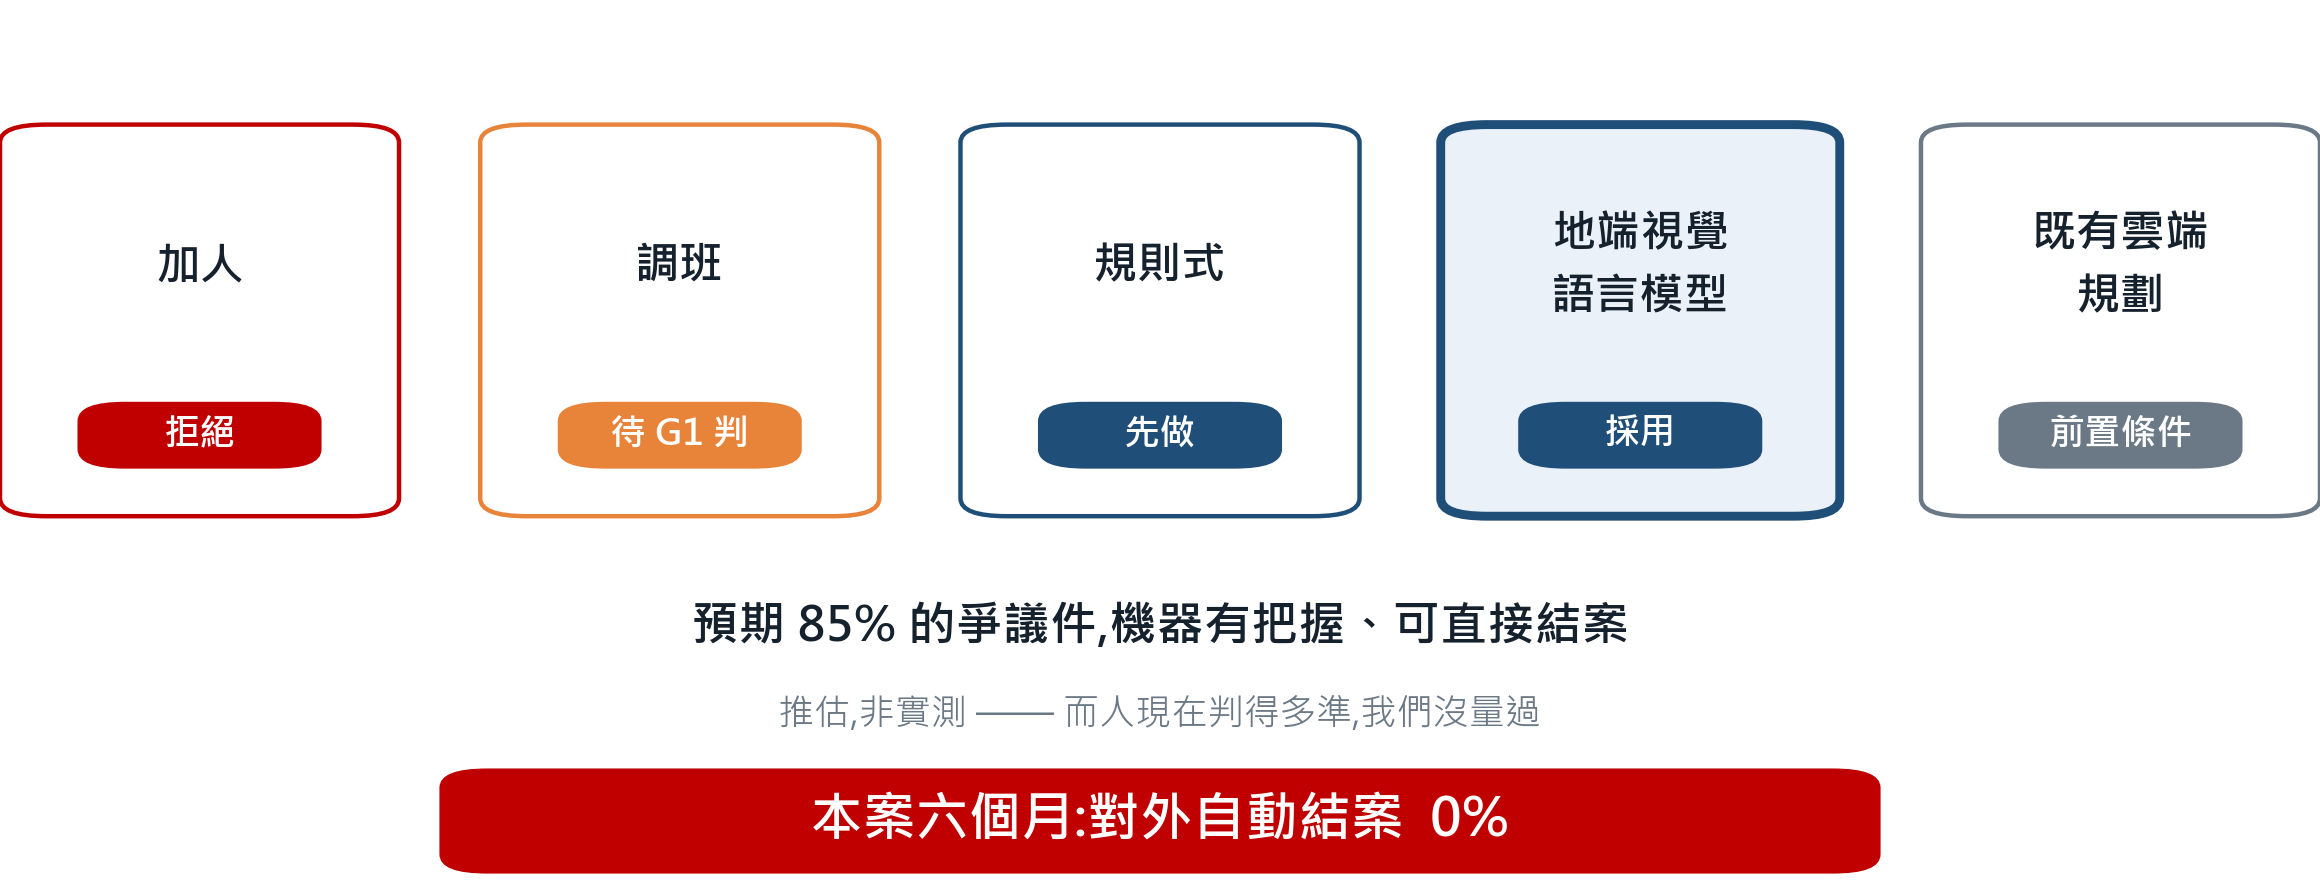 加人
拒絕
調班
待 G1 判
規則式
先做
地端視覺
語言模型
採用
既有雲端
規劃
前置條件
預期 85% 的爭議件,機器有把握、可直接結案
推估,非實測 —— 而人現在判得多準,我們沒量過
本案六個月:對外自動結案 0%